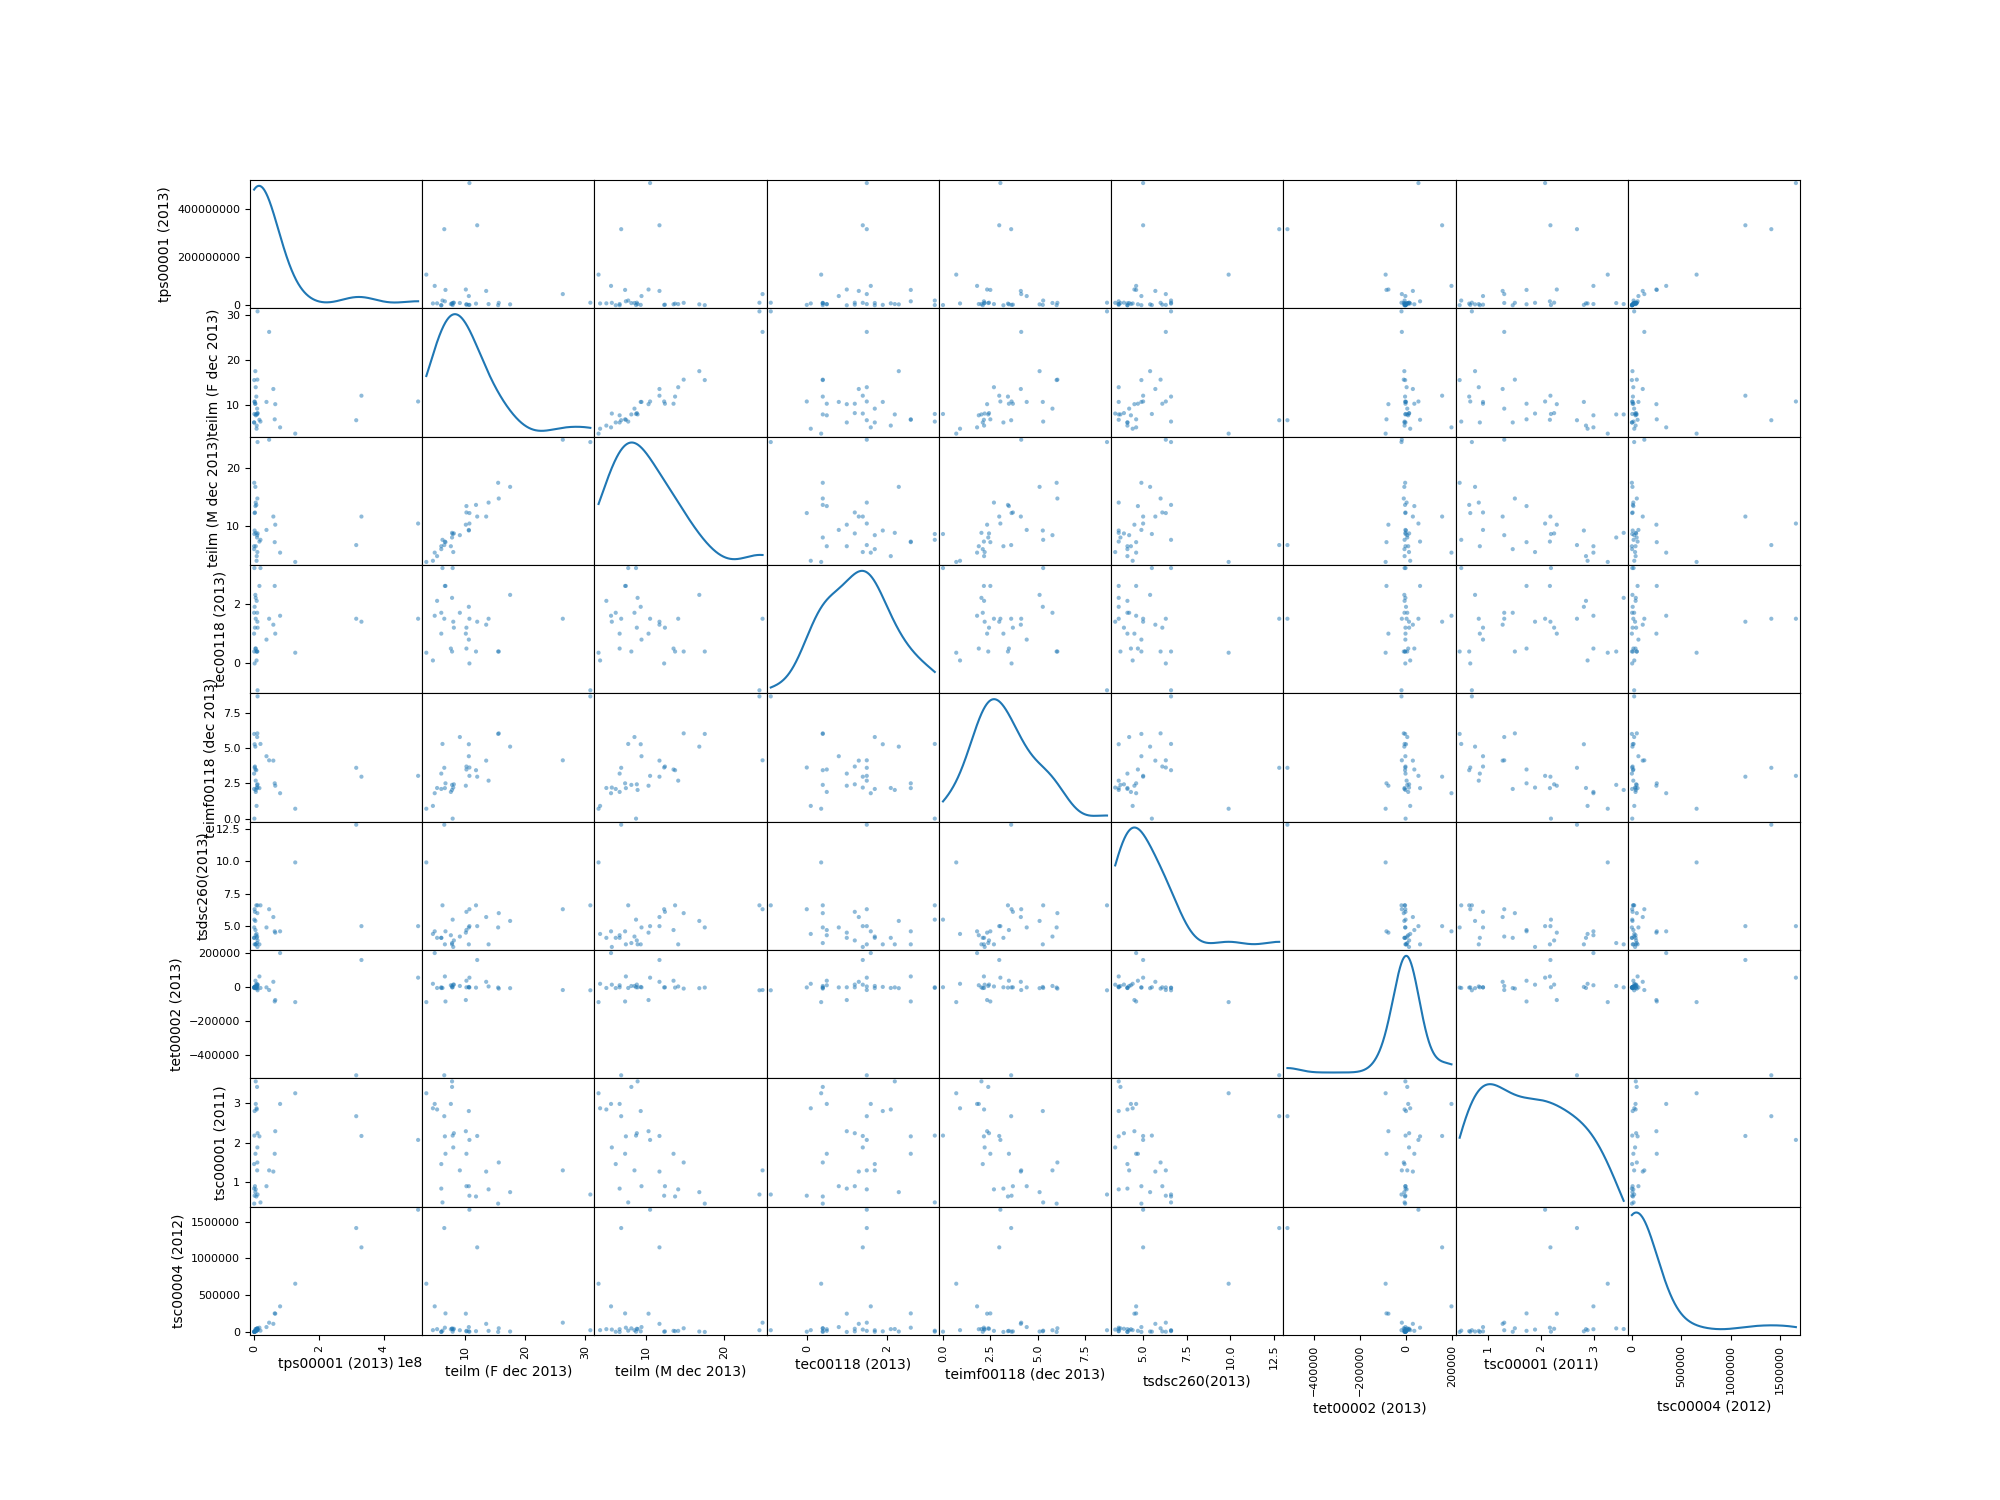 tps00001 (2013)
400000000
200000000
0
teilm (F dec 2013)
30
20
10
teilm (M dec 2013)
20
10
tec00118 (2013)
2
0
teimf00118 (dec 2013)
7.5
5.0
2.5
0.0
tsdsc260(2013)
12.5
10.0
7.5
5.0
tet00002 (2013)
200000
0
−200000
−400000
tsc00001 (2011)
3
2
1
tsc00004 (2012)
1500000
1000000
500000
0
0 2 4 10 20 30 10 20 0 2 0.0 2.5 5.0 7.5 5.0 7.5 10.0 12.5 −400000 −200000 0 200000 1 2 3 0 500000 1000000 1500000
tps00001 (2013) 1e8
teilm (F dec 2013)
teilm (M dec 2013)
tec00118 (2013)
teimf00118 (dec 2013)
tsdsc260(2013)
tet00002 (2013)
tsc00001 (2011)
tsc00004 (2012)